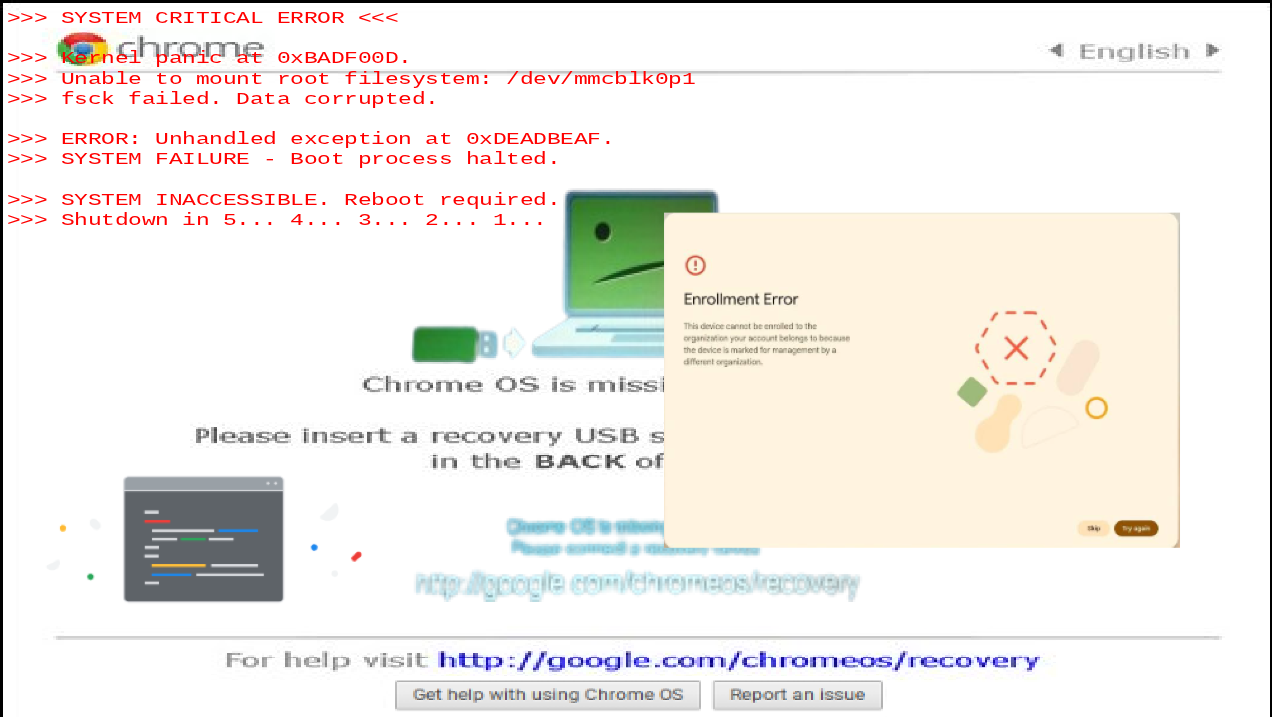 >>> SYSTEM CRITICAL ERROR <<<
chrome
English
>>> Kernel panic at 0xBADF00D.
>>> Unable to mount root filesystem: /dev/mmcblk0p1
>>> fsck failed. Data corrupted.
>>> ERROR: Unhandled exception at 0xDEADBEAF.
>>> SYSTEM FAILURE - Boot process halted.
>>> SYSTEM INACCESSIBLE. Reboot required.
>>> Shutdown in 5... 4... 3... 2... 1...
Enrollment Error
This device cannot be enrolled to the
organization your account belongs to because
the device is marked for management by a
different organization.
Chrome OS is missi
Please insert a recovery USB s
in the BACK of
Skip
Try again
Chrome OS is missing
Please connect a recovery
http://google.com/chromeos/recovery
For help visit http://google.com/chromeos/recovery
Get help with using Chrome OS
Report an issue